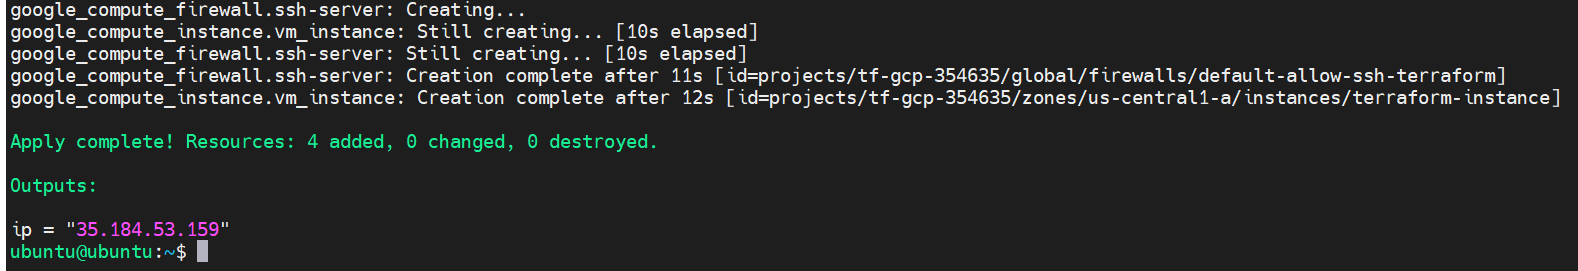 google_compute_firewall.ssh-server: Creating...
google_compute_instance.vm_instance: Still creating... [10s elapsed]
google_compute_firewall.ssh-server: Still creating... [10s elapsed]
google_compute_firewall.ssh-server: Creation complete after 11s [id=projects/tf-gcp-354635/global/firewalls/default-allow-ssh-terraform]
google_compute_instance.vm_instance: Creation complete after 12s [id=projects/tf-gcp-354635/zones/us-central1-a/instances/terraform-instance]
Apply complete! Resources: 4 added, 0 changed, 0 destroyed.
Outputs:
ip = "35.184.53.159"
ubuntu@ubuntu:~$